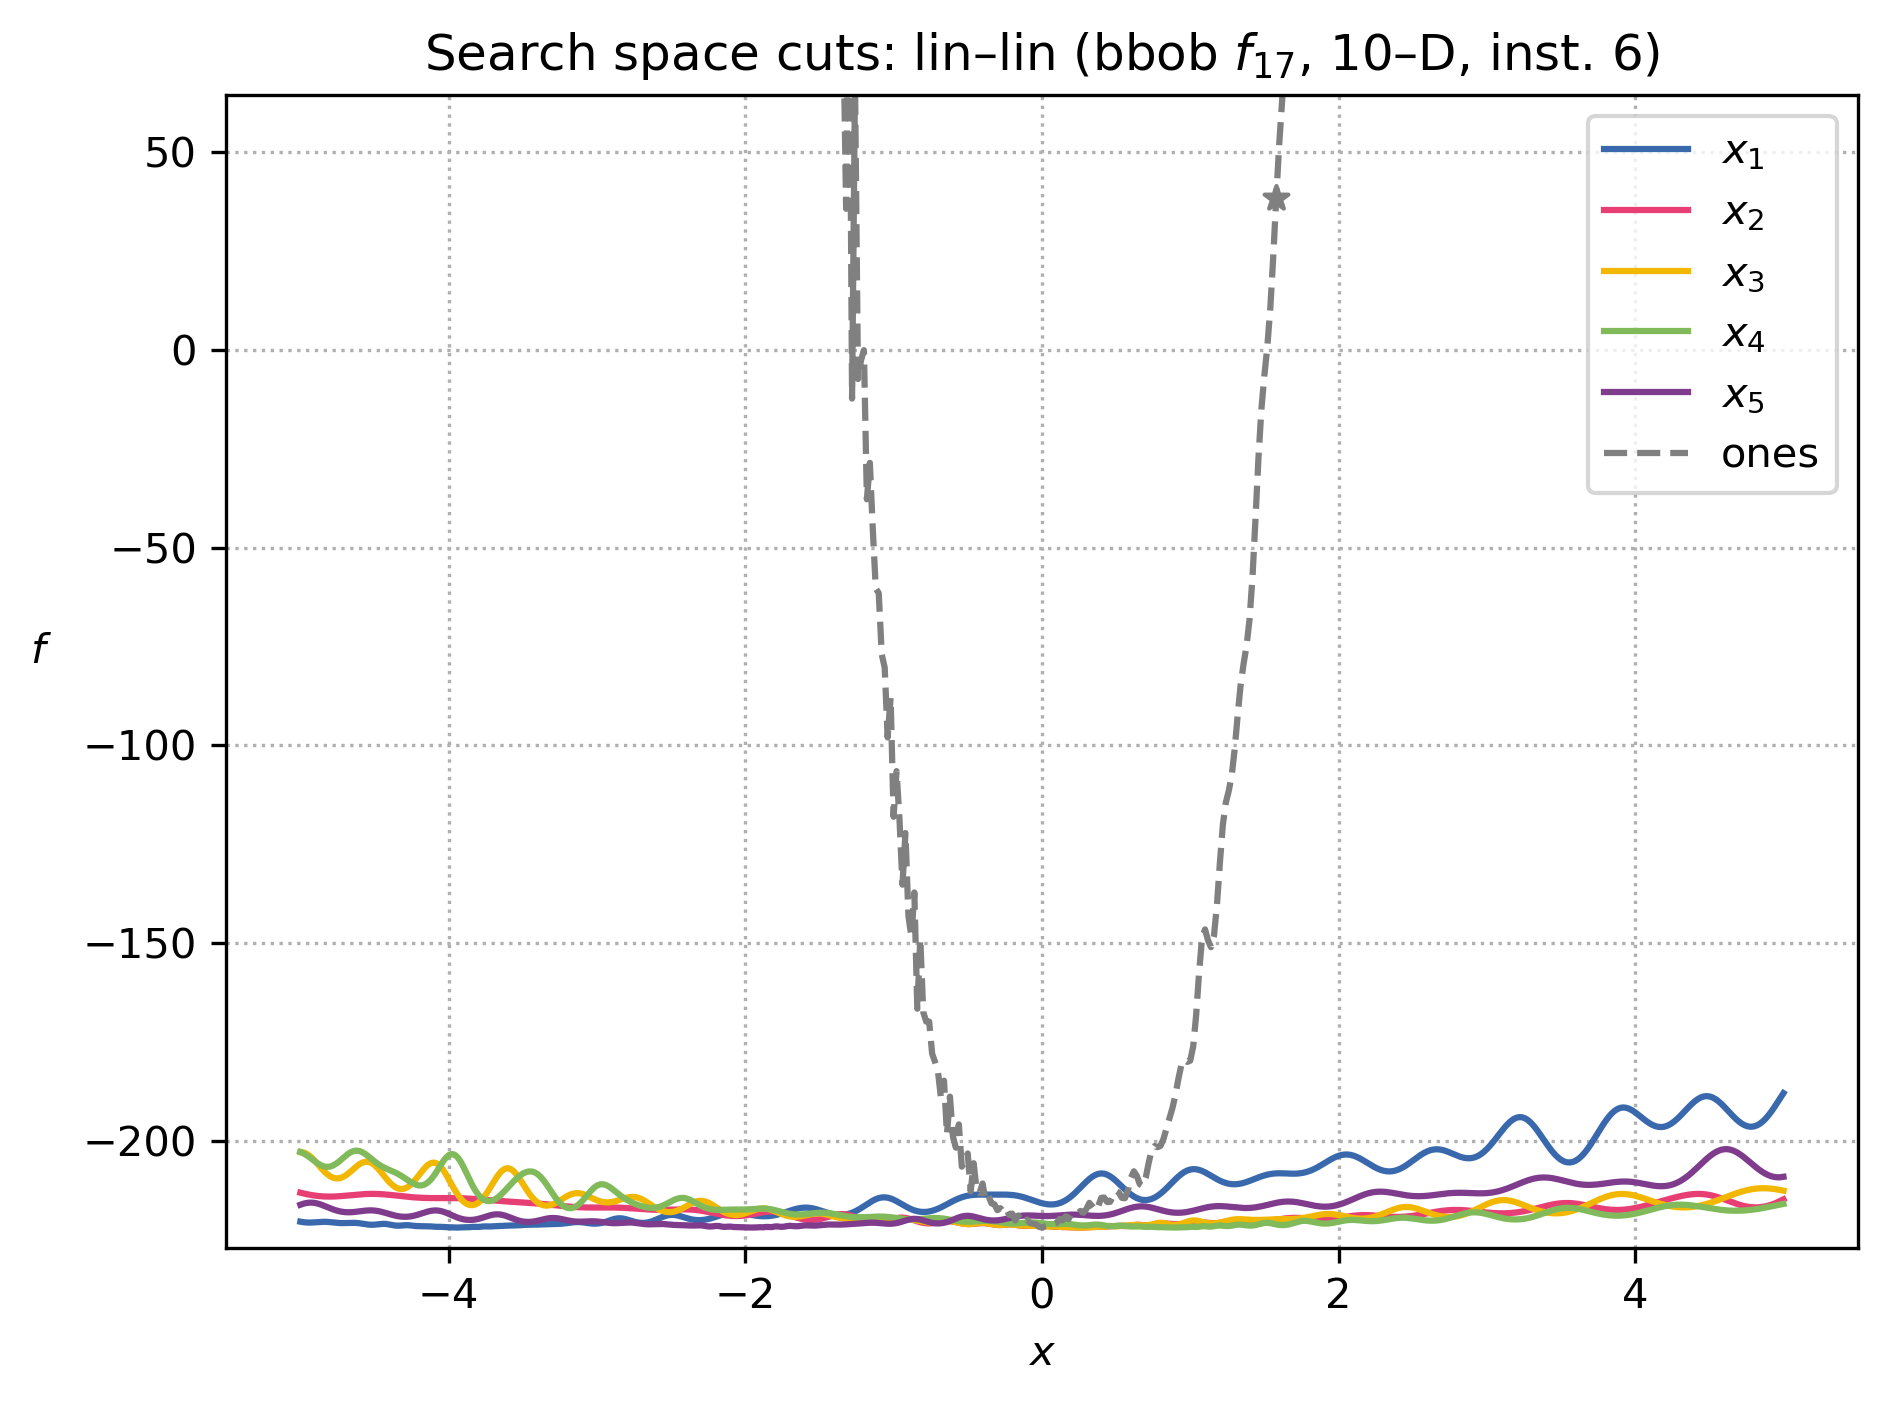 Search space cuts: lin–lin (bbob f17, 10–D, inst. 6)
50
0
−50
−100
−150
−200
f
x1
x2
x3
x4
x5
ones
−4 −2 0 2 4
x